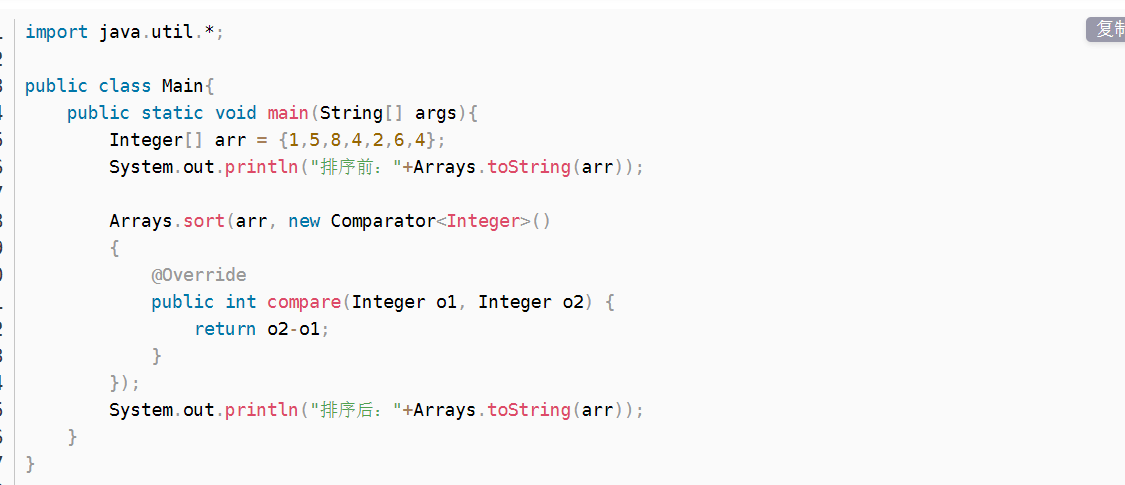 import java.util.*;
复制
public class Main{
public static void main(String[] args){
Integer[] arr = {1,5,8,4,2,6,4};
System.out.println("排序前："+Arrays.toString(arr));
Arrays.sort(arr, new Comparator<Integer>()
{
@Override
public int compare(Integer o1, Integer o2) {
return o2-o1;
}
});
System.out.println("排序后："+Arrays.toString(arr));
}
}